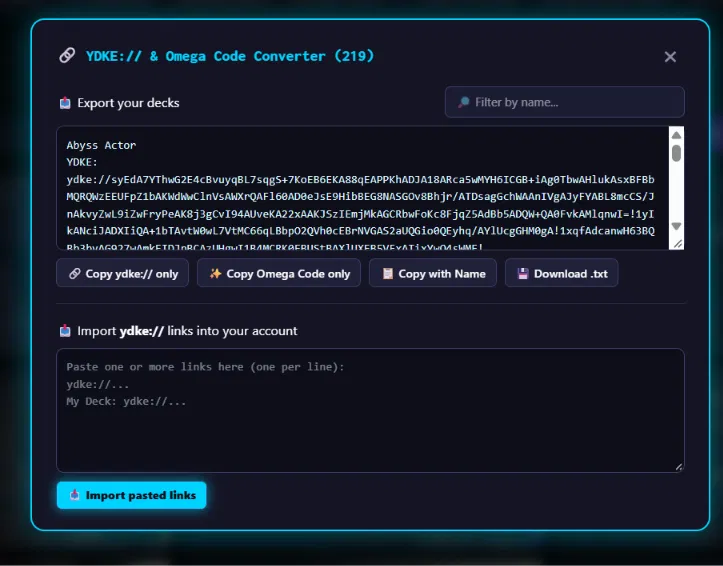 YDKE:// & Omega Code Converter (219)
Export your decks
Filter by name...
Abyss Actor
YDKE:
ydke://syEdA7YThwG2E4cBvuyqBL7sqgS+7KoEB6EKA88qEAPPKhADJA18ARca5wMYH6ICGB+iAg0TbwAHlukAsxBFBb
MQRQWzEEUFpZ1bAKWdWwClnVsAWXrQAFl60AD0eJsE9HibBEG8NASGOv8Bhjr/ATDsagGchWAAnIVgAJyFYABL8mcCS/J
nAkvyZwL9iZwFryPeAK8j3gCvI94AUveKA22xAAKJSzIEmjMkAGCRbwFoKc8FjqZ5AdBb5ADQW+QA0FvkAMlqnwI=!1yI
kANciJADXIiQA+1bTAvtW0wL7VtMC66qLBbpO2QVh0cEBrNVGAS2aUQGio0QEyhq/AYlUcgGHM0gA!1xqfAdcanwH63BQ
Copy ydke:// only
Copy Omega Code only
Copy with Name
Download .txt
Import ydke:// links into your account
Paste one or more links here (one per line):
ydke://...
My Deck: ydke://...
Import pasted links